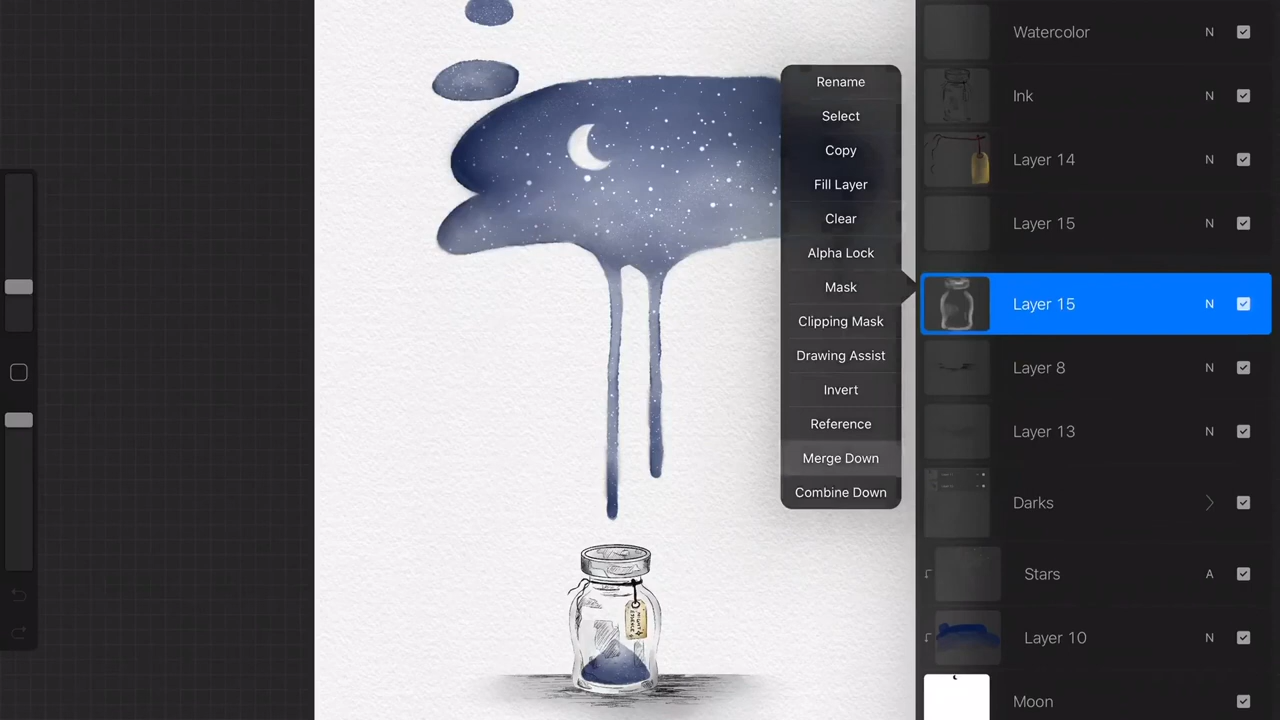 Rename
Select
Copy
Fill Layer
Clear
Alpha Lock
Mask
Clipping Mask
Drawing Assist
Invert
Reference
Merge Down
Combine Down
Watercolor N
Ink N
Layer 14 N
Layer 15 N
Layer 15 N
Layer 8 N
Layer 13 N
Darks
Stars A
Layer 10 N
Moon